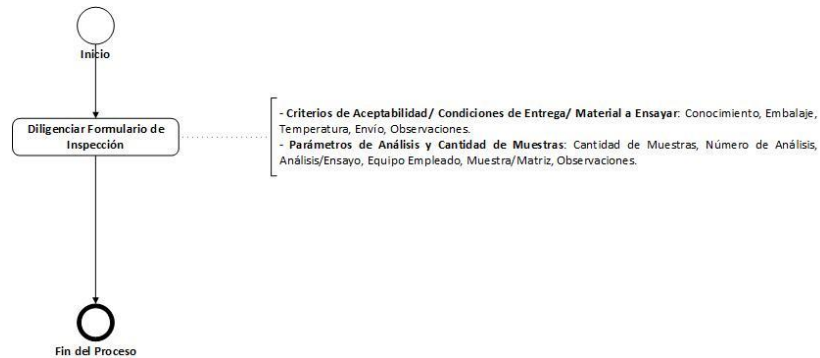 Inicio
Diligenciar Formulario de
Inspección
- Criterios de Aceptabilidad/ Condiciones de Entrega/ Material a Ensayar: Conocimiento, Embalaje,
Temperatura, Envío, Observaciones.
- Parámetros de Análisis y Cantidad de Muestras: Cantidad de Muestras, Número de Análisis,
Análisis/Ensayo, Equipo Empleado, Muestra/Matriz, Observaciones.
Fin del Proceso